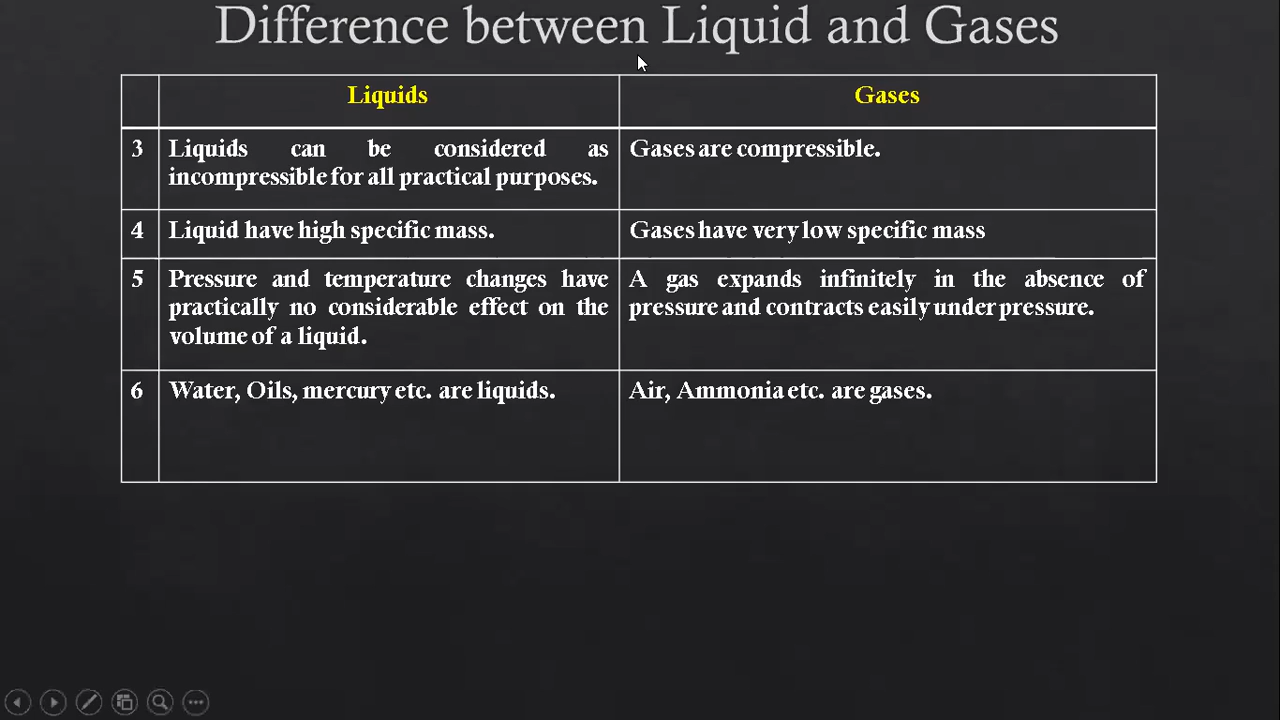 Difference between Liquid and Gases
Liquids
Gases
3
Liquids can be considered as
incompressible for all practical purposes.
Gases are compressible.
4
Liquid have high specific mass.
Gases have very low specific mass
5
Pressure and temperature changes have
practically no considerable effect on the
volume of a liquid.
A gas expands infinitely in the absence of
pressure and contracts easily under pressure.
6
Water, Oils, mercury etc. are liquids.
Air, Ammonia etc. are gases.